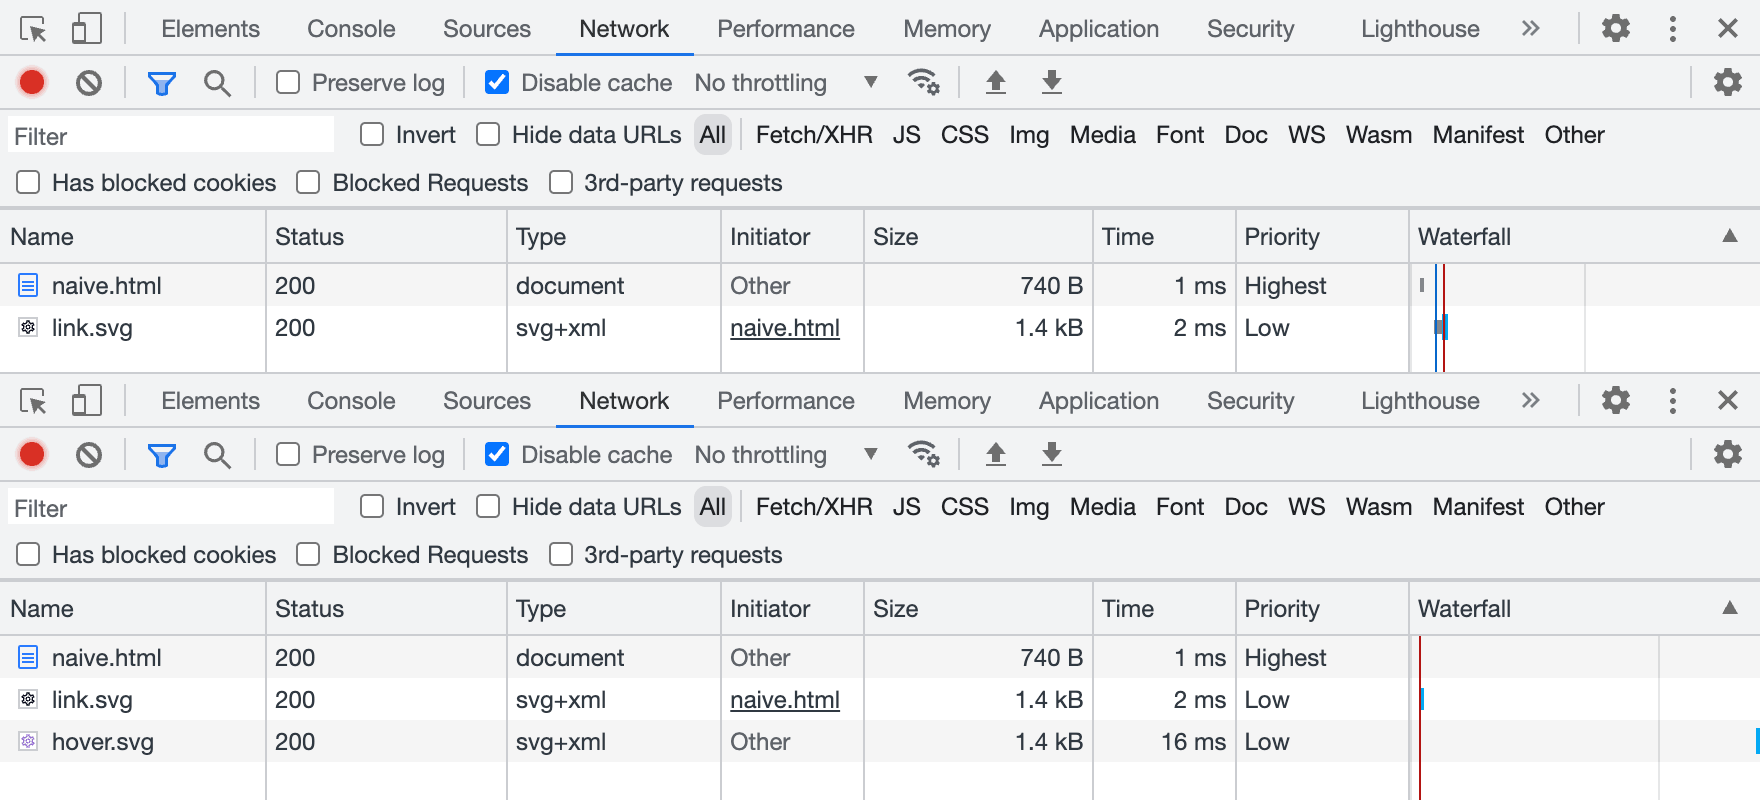 Elements Console Sources Network Performance Memory Application Security Lighthouse »
Preserve log Disable cache No throttling
Filter Invert Hide data URLs All Fetch/XHR JS CSS Img Media Font Doc WS Wasm Manifest Other
Has blocked cookies Blocked Requests 3rd-party requests
Name Status Type Initiator Size Time Priority Waterfall
naive.html 200 document Other 740 B 1 ms Highest
link.svg 200 svg+xml naive.html 1.4 kB 2 ms Low
Elements Console Sources Network Performance Memory Application Security Lighthouse »
Preserve log Disable cache No throttling
Filter Invert Hide data URLs All Fetch/XHR JS CSS Img Media Font Doc WS Wasm Manifest Other
Has blocked cookies Blocked Requests 3rd-party requests
Name Status Type Initiator Size Time Priority Waterfall
naive.html 200 document Other 740 B 1 ms Highest
link.svg 200 svg+xml naive.html 1.4 kB 2 ms Low
hover.svg 200 svg+xml Other 1.4 kB 16 ms Low